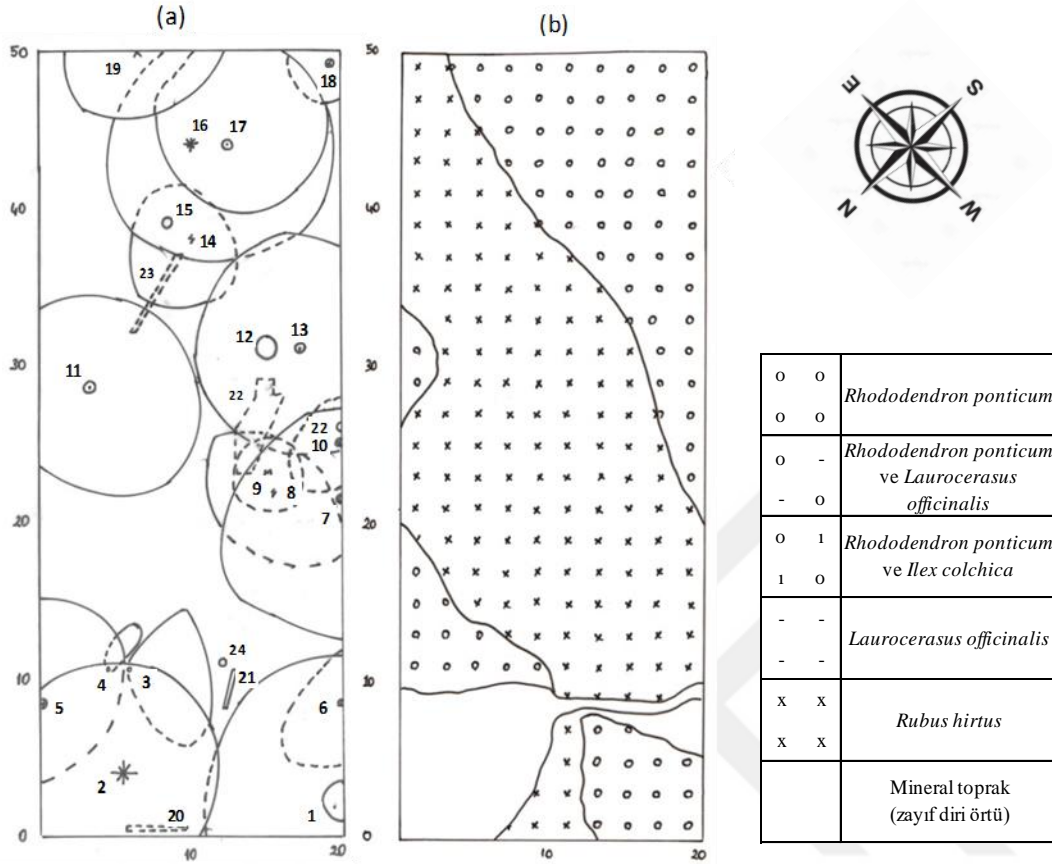 (a)
(b)
50
40
30
20
10
0
10
20
19
18
16
17
15
14
23
12
13
11
22
22
10
9
8
7
24
21
4
3
5
6
2
20
1
50
40
30
20
10
0
10
20
E
S
N
W
o o
o o
Rhododendron ponticum
o -
- o
Rhododendron ponticum
ve Laurocerasus
officinalis
o ı
ı o
Rhododendron ponticum
ve Ilex colchica
- -
- -
Laurocerasus officinalis
x x
x x
Rubus hirtus
Mineral toprak
(zayıf diri örtü)